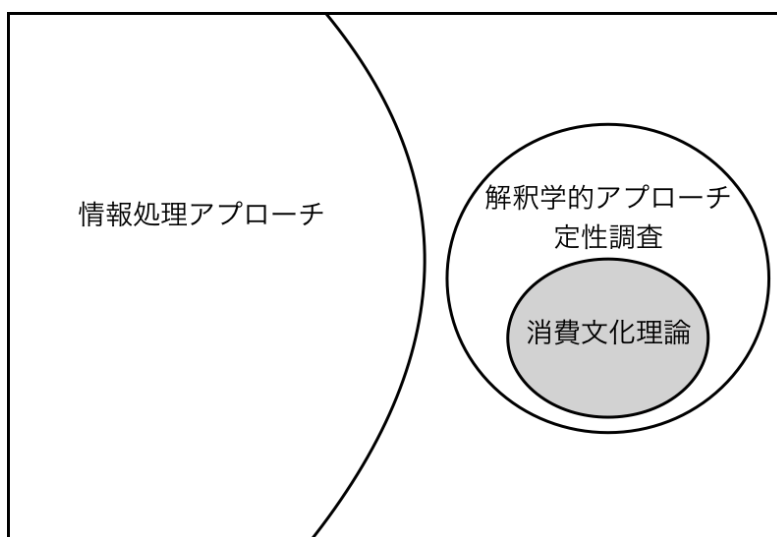 情報処理アプローチ
解釈学的アプローチ
定性調査
消費文化理論